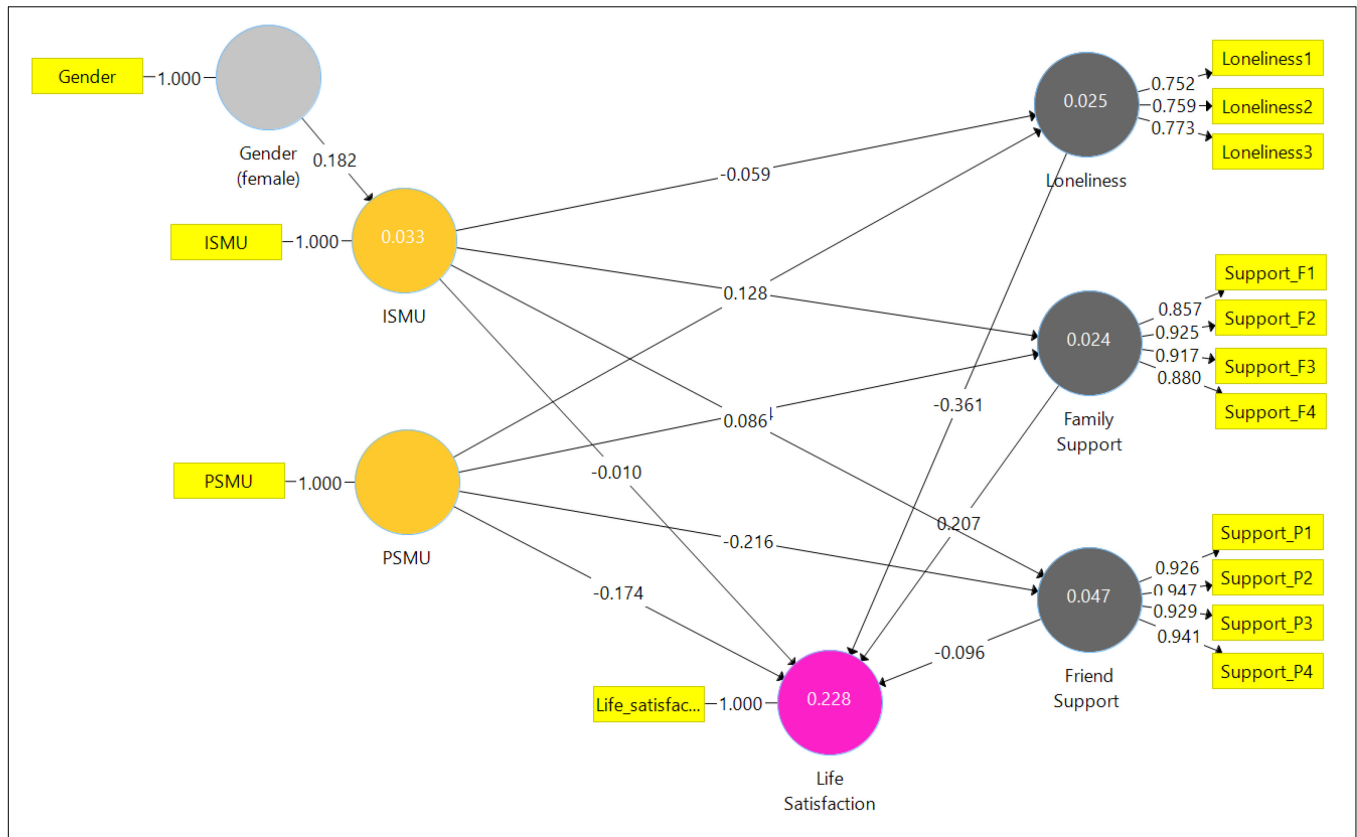 Gender
1.000
Gender
(female)
0.182
ISMU
1.000
0.033
ISMU
PSMU
1.000
PSMU
-0.059
0.128
0.086
-0.010
-0.216
-0.174
-0.361
0.207
-0.096
0.025
Loneliness
0.752
0.759
0.773
Loneliness1
Loneliness2
Loneliness3
0.024
Family
Support
0.857
0.925
0.917
0.880
Support_F1
Support_F2
Support_F3
Support_F4
0.047
Friend
Support
0.926
0.947
0.929
0.941
Support_P1
Support_P2
Support_P3
Support_P4
Life_satisfac...
1.000
0.228
Life
Satisfaction